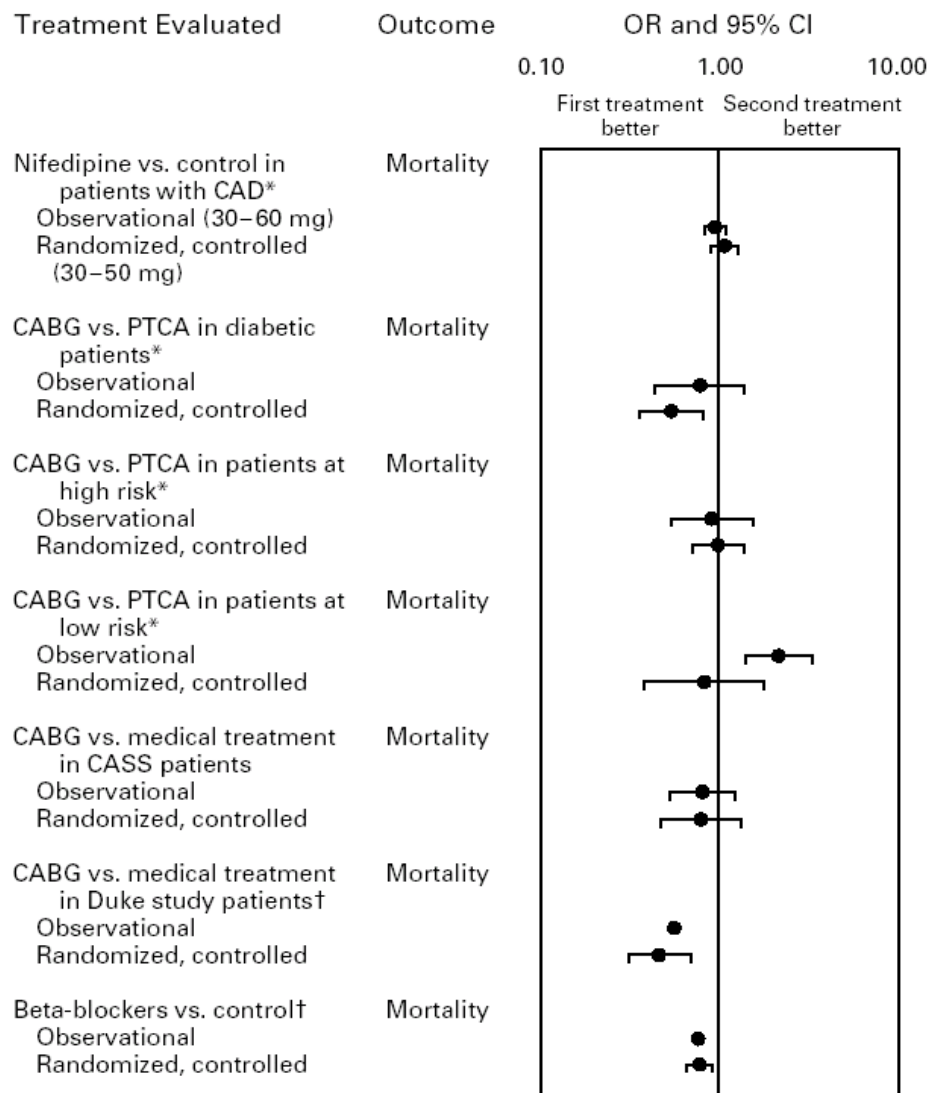 Treatment Evaluated Outcome OR and 95% CI
0.10 1.00 10.00
First treatment better Second treatment better
Nifedipine vs. control in Mortality
patients with CAD*
Observational (30–60 mg)
Randomized, controlled
(30–50 mg)
CABG vs. PTCA in diabetic Mortality
patients*
Observational
Randomized, controlled
CABG vs. PTCA in patients at Mortality
high risk*
Observational
Randomized, controlled
CABG vs. PTCA in patients at Mortality
low risk*
Observational
Randomized, controlled
CABG vs. medical treatment Mortality
in CASS patients
Observational
Randomized, controlled
CABG vs. medical treatment Mortality
in Duke study patients†
Observational
Randomized, controlled
Beta-blockers vs. control† Mortality
Observational
Randomized, controlled